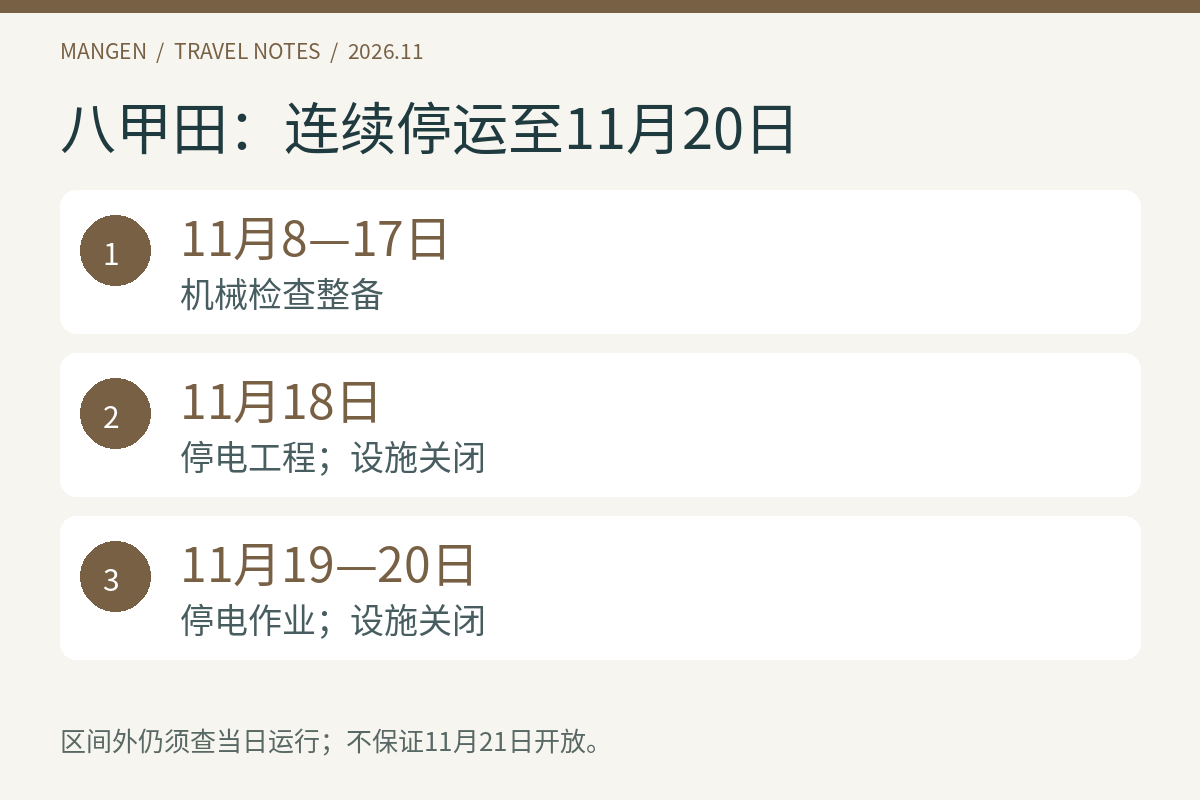 MANGEN / TRAVEL NOTES / 2026.11
八甲田：连续停运至11月20日
1
11月8—17日
机械检查整备
2
11月18日
停电工程；设施关闭
3
11月19—20日
停电作业；设施关闭
区间外仍须查当日运行；不保证11月21日开放。